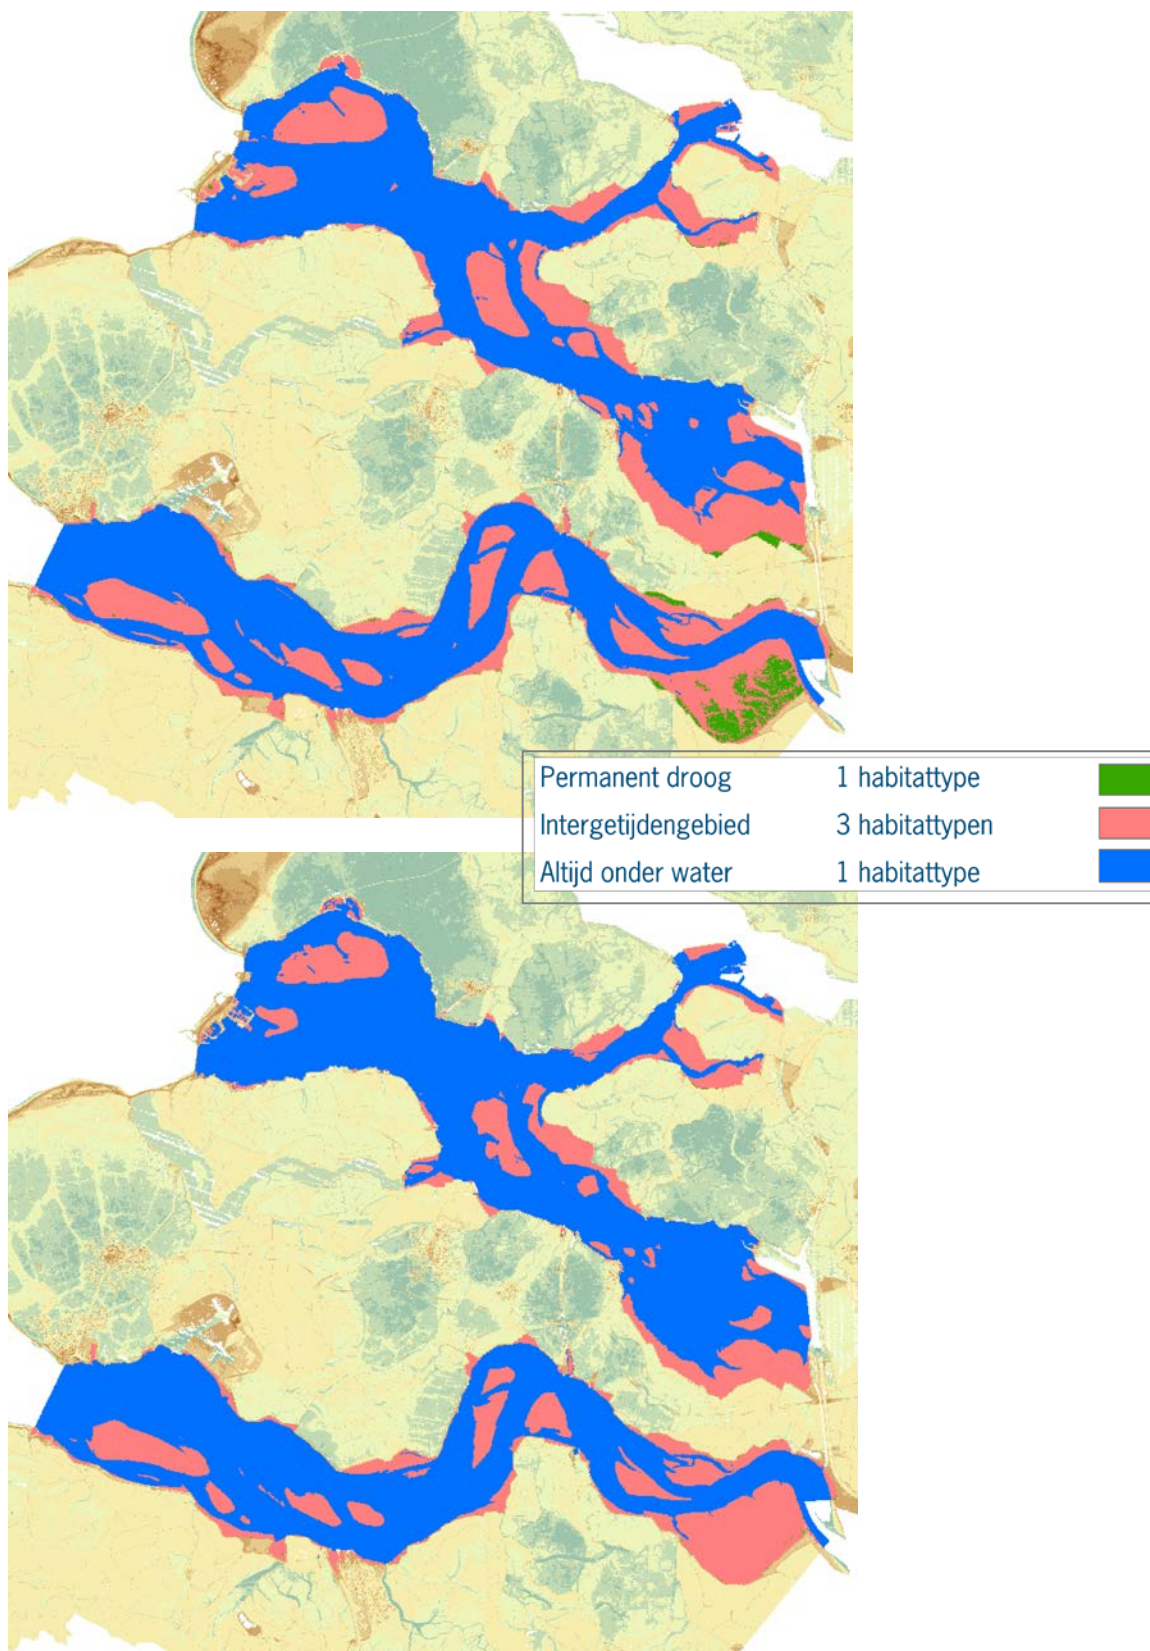 Permanent droog 1 habitattype
Intergetijdengebied 3 habitattypen
Altijd onder water 1 habitattype